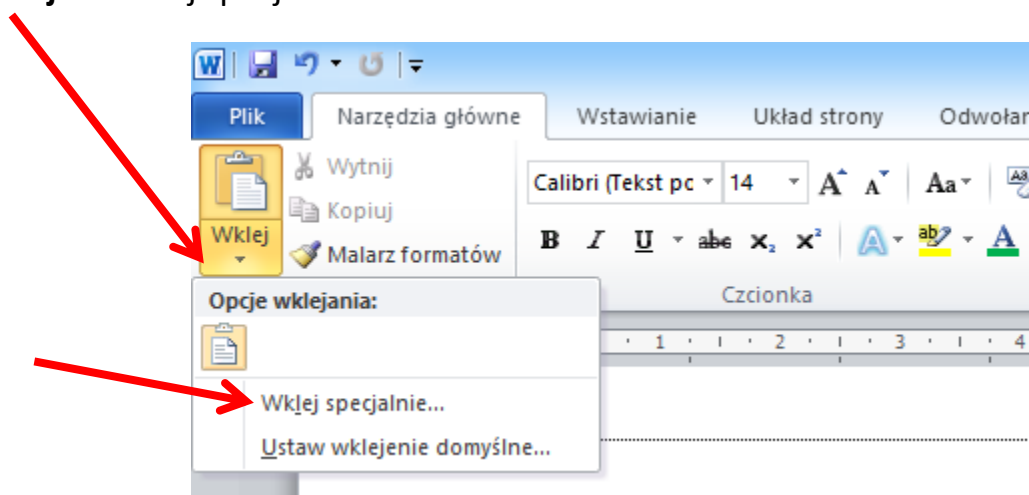 Plik Narzędzia główne Wstawianie Układ strony
Wytnij
Calibri (Tekst 14 A A Aa
Kopiuj
Wklej
B I U abc x₂ x² A ab A
Malarz formatów
Czcionka
Opcje wklejania:
1 2 3 4
Wklej specjalnie...
Ustaw wklejenie domyślne...